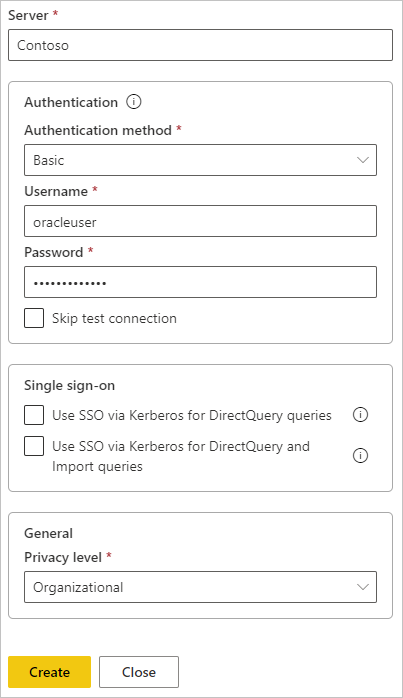 Server *
Contoso
Authentication
Authentication method *
Basic
Username *
oracleuser
Password *
•••••••••••••
Skip test connection
Single sign-on
Use SSO via Kerberos for DirectQuery queries
Use SSO via Kerberos for DirectQuery and
Import queries
General
Privacy level *
Organizational
Create
Close